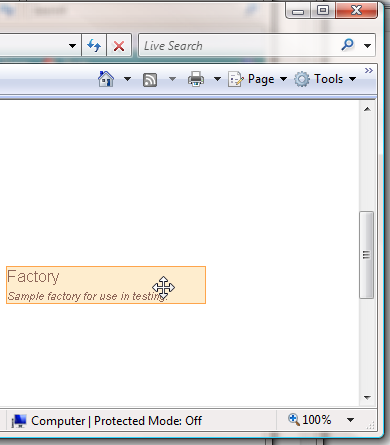 Live Search
Page Tools
Factory
Sample factory for use in testing
Computer | Protected Mode: Off
100%